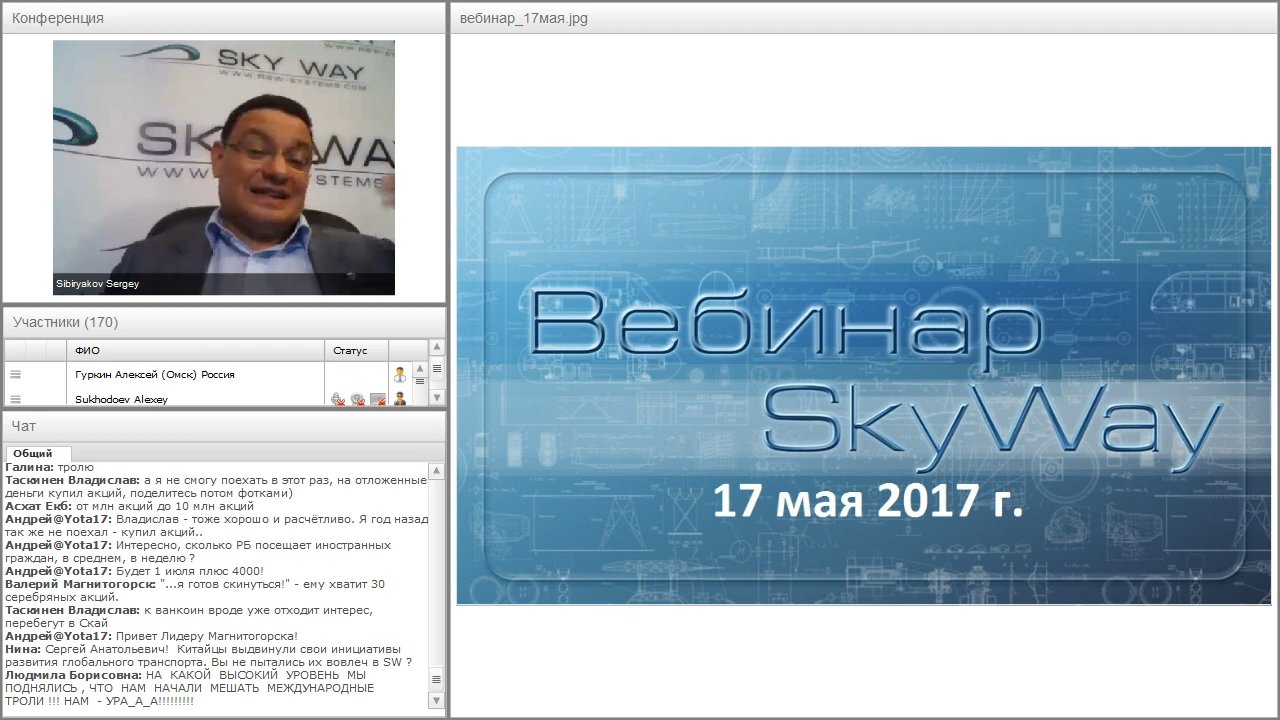 Конференция
SKY WAY
WWW.RSW-SYSTEMS.COM
SKY WAY
WWW. SYSTEMS
Sibiryakov Sergey
Участники (170)
ФИО Статус
Гуркин Алексей (Омск) Россия
Sukhodoev Alexey
Чат
Общий
Галина: тролю
Таскинен Владислав: а я не смогу поехать в этот раз, на отложенные
деньги купил акций, поделитесь потом фотками)
Асхат Екб: от млн акций до 10 млн акций
Андрей@Yota17: Владислав - тоже хорошо и расчётливо. Я год назад
так же не поехал - купил акций..
Андрей@Yota17: Интересно, сколько РБ посещает иностранных
граждан, в среднем, в неделю ?
Андрей@Yota17: Будет 1 июля плюс 4000!
Валерий Магнитогорск: "...я готов скинуться!" - ему хватит 30
серебряных акций.
Таскинен Владислав: к ванкоин вроде уже отходит интерес,
перебегут в Скай
Андрей@Yota17: Привет Лидеру Магнитогорска!
Нина: Сергей Анатольевич! Китайцы выдвинули свои инициативы
развития глобального транспорта. Вы не пытались их вовлеч в SW ?
Людмила Борисовна: НА КАКОЙ ВЫСОКИЙ УРОВЕНЬ МЫ
ПОДНЯЛИСЬ , ЧТО НАМ НАЧАЛИ МЕШАТЬ МЕЖДУНАРОДНЫЕ
ТРОЛИ !!! НАМ - УРА_А_А!!!!!!!!!
вебинар_17мая.jpg
Вебинар
SkyWay
17 мая 2017 г.